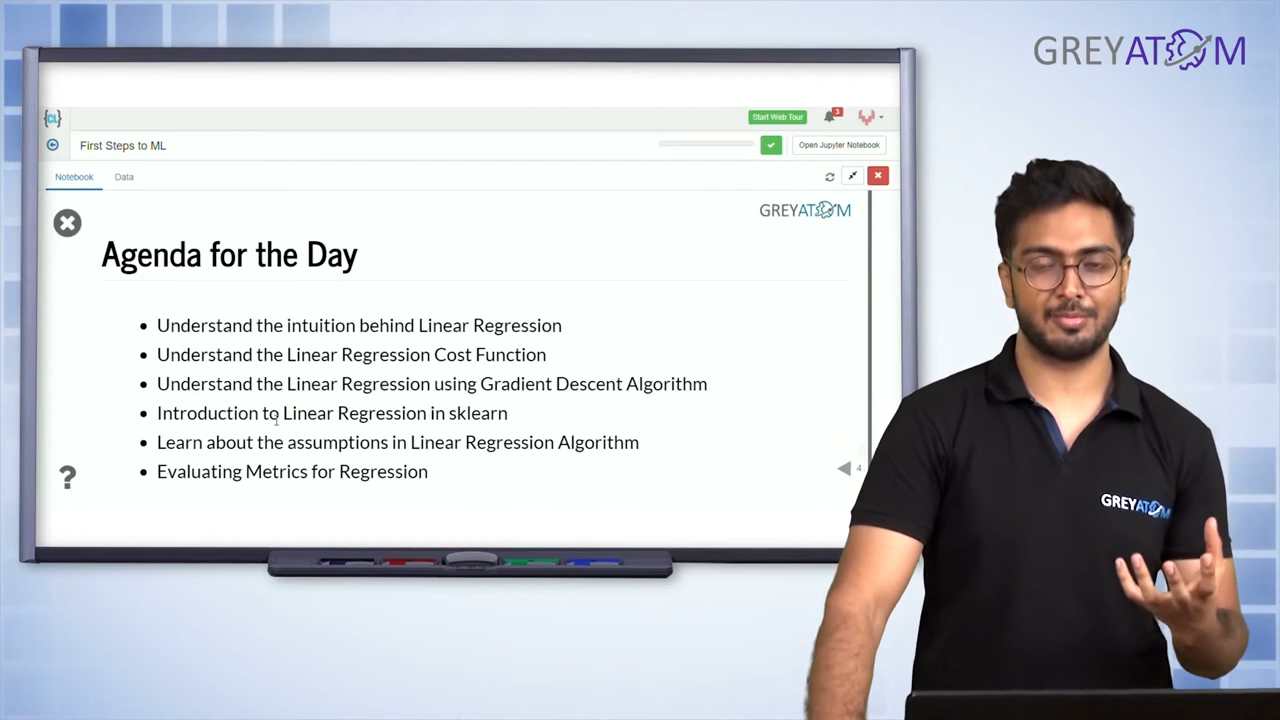 GREYATOM
{CL}
Start Web Tour
3
First Steps to ML
Open Jupyter Notebook
Notebook
Data
GREYATOM
Agenda for the Day
• Understand the intuition behind Linear Regression
• Understand the Linear Regression Cost Function
• Understand the Linear Regression using Gradient Descent Algorithm
• Introduction to Linear Regression in sklearn
• Learn about the assumptions in Linear Regression Algorithm
• Evaluating Metrics for Regression
?
4
GREYATOM